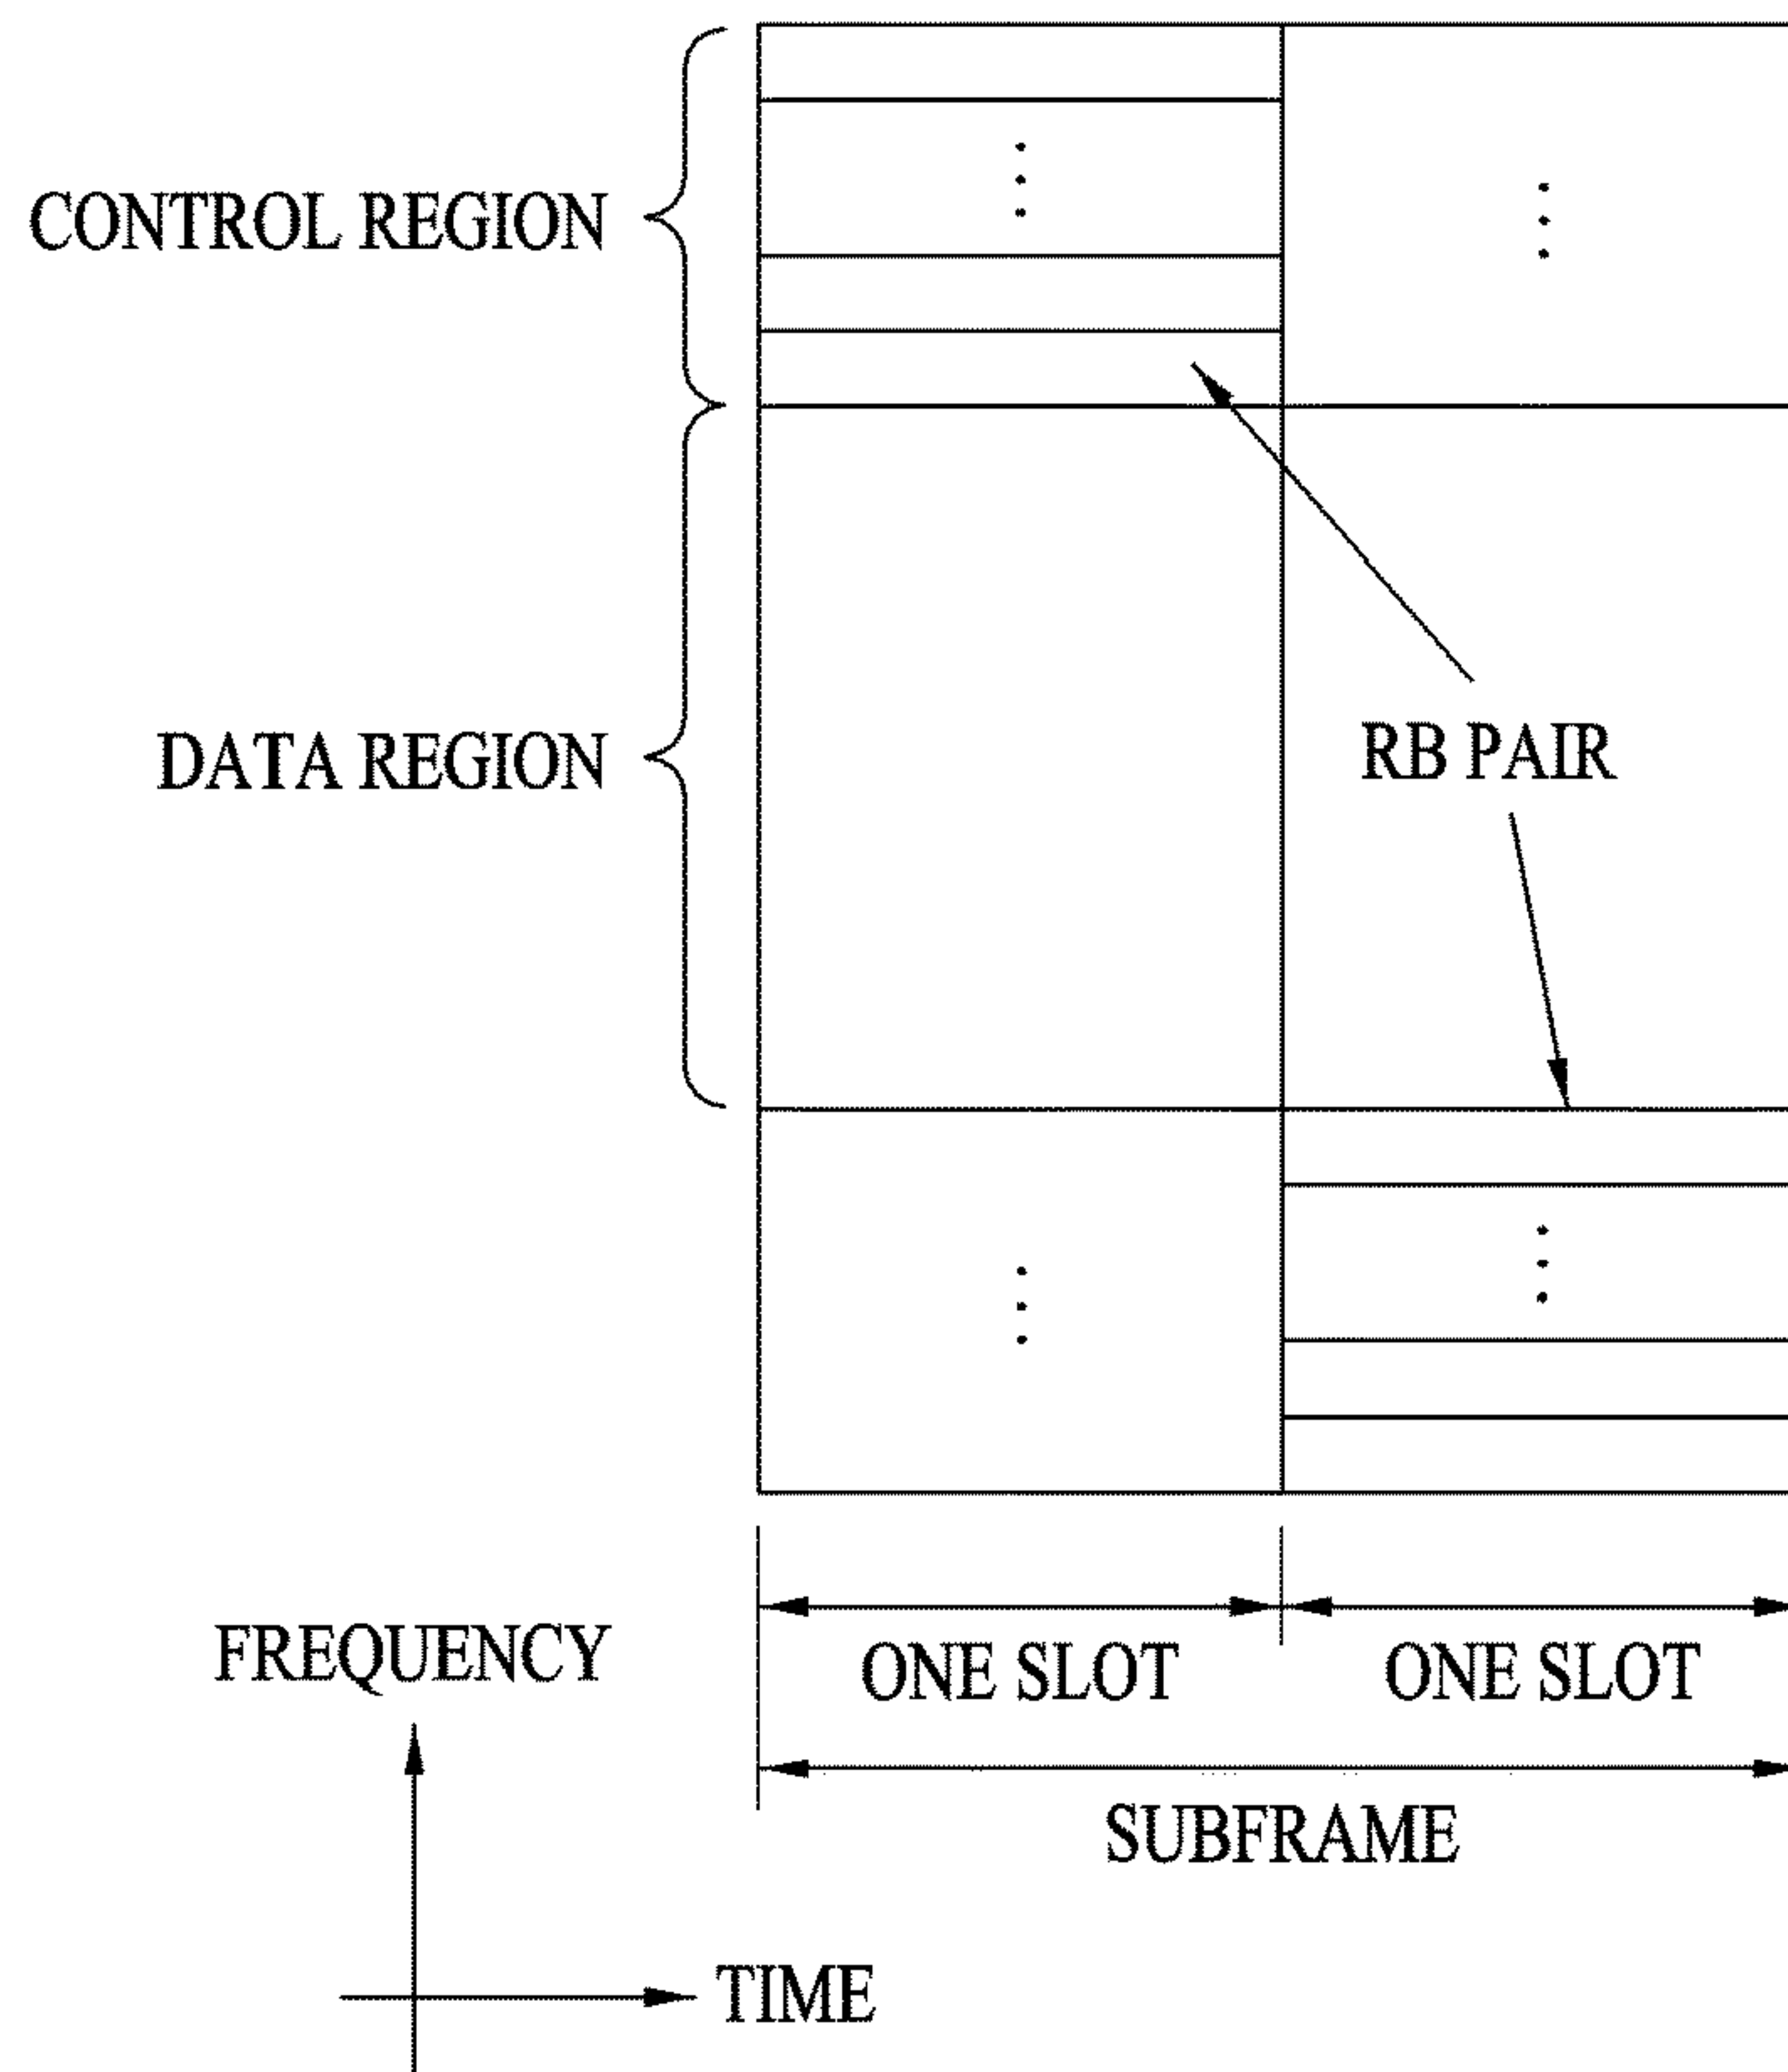 CONTROL REGION
DATA REGION
RB PAIR
FREQUENCY
ONE SLOT
ONE SLOT
SUBFRAME
TIME